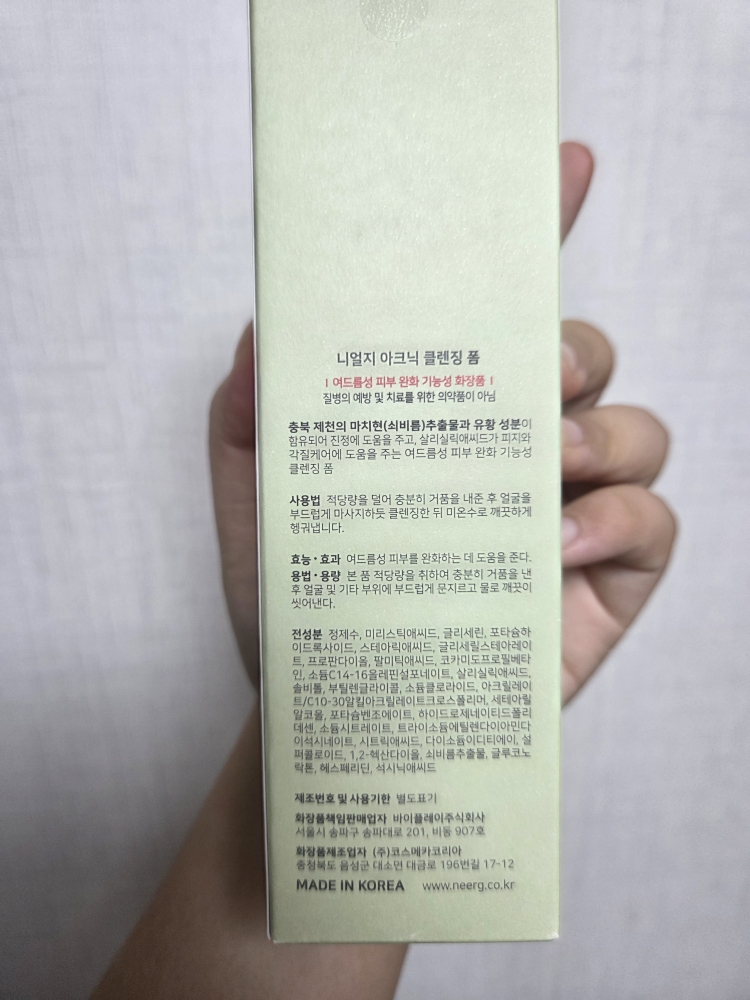 니얼지 아크닉 클렌징 폼
| 여드름성 피부 완화 기능성 화장품 |
질병의 예방 및 치료를 위한 의약품이 아님
충북 제천의 마치현(쇠비름)추출물과 유황 성분이
함유되어 진정에 도움을 주고, 살리실릭애씨드가 피지와
각질케어에 도움을 주는 여드름성 피부 완화 기능성
클렌징 폼
사용법 적당량을 덜어 충분히 거품을 내준 후 얼굴을
부드럽게 마사지하듯 클렌징한 뒤 미온수로 깨끗하게
헹궈냅니다.
효능·효과 여드름성 피부를 완화하는 데 도움을 준다.
용법·용량 본 품 적당량을 취하여 충분히 거품을 낸
후 얼굴 및 기타 부위에 부드럽게 문지르고 물로 깨끗이
씻어낸다.
전성분 정제수, 미리스틱애씨드, 글리세린, 포타슘하
이드록사이드, 스테아릭애씨드, 글리세릴스테아레이
트, 프로판다이올, 팔미틱애씨드, 코카미도프로필베타
인, 소듐C14-16올레핀설포네이트, 살리실릭애씨드,
솔비톨, 부틸렌글라이콜, 소듐클로라이드, 아크릴레이
트/C10-30알킬아크릴레이트크로스폴리머, 세테아릴
알코올, 포타슘벤조에이트, 하이드로제네이티드폴리
데센, 소듐시트레이트, 트라이소듐에틸렌다이아민다
이석시네이트, 시트릭애씨드, 다이소듐이디티에이, 설
퍼콜로이드, 1,2-헥산다이올, 쇠비름추출물, 글루코노
락톤, 헤스페리딘, 석시닉애씨드
제조번호 및 사용기한 별도표기
화장품책임판매업자 바이플레이주식회사
서울시 송파구 송파대로 201, 비동 907호
화장품제조업자 (주)코스메카코리아
충청북도 음성군 대소면 대금로 196번길 17-12
MADE IN KOREA www.neerg.co.kr